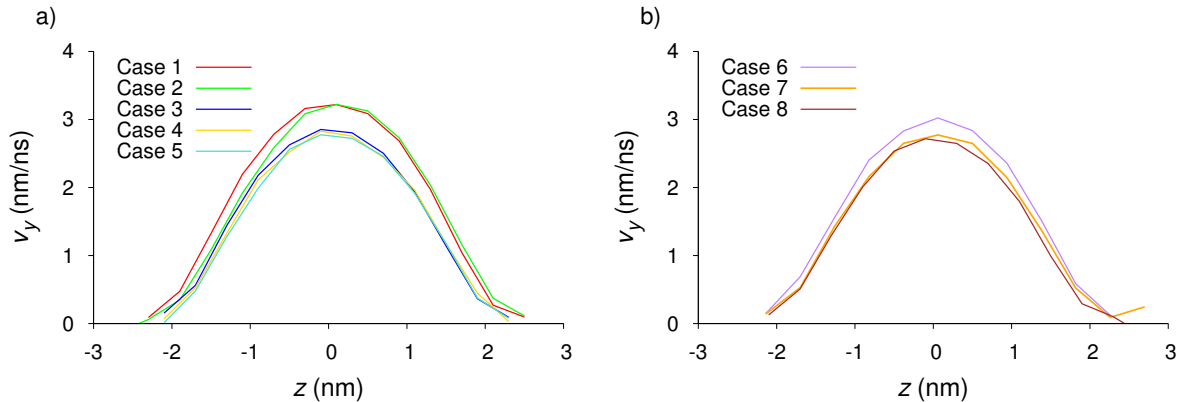 a)
4
3
2
1
0
-3
-2
-1
0
1
2
3
v_y (nm/ns)
z (nm)
Case 1
Case 2
Case 3
Case 4
Case 5
b)
4
3
2
1
0
-3
-2
-1
0
1
2
3
v_y (nm/ns)
z (nm)
Case 6
Case 7
Case 8